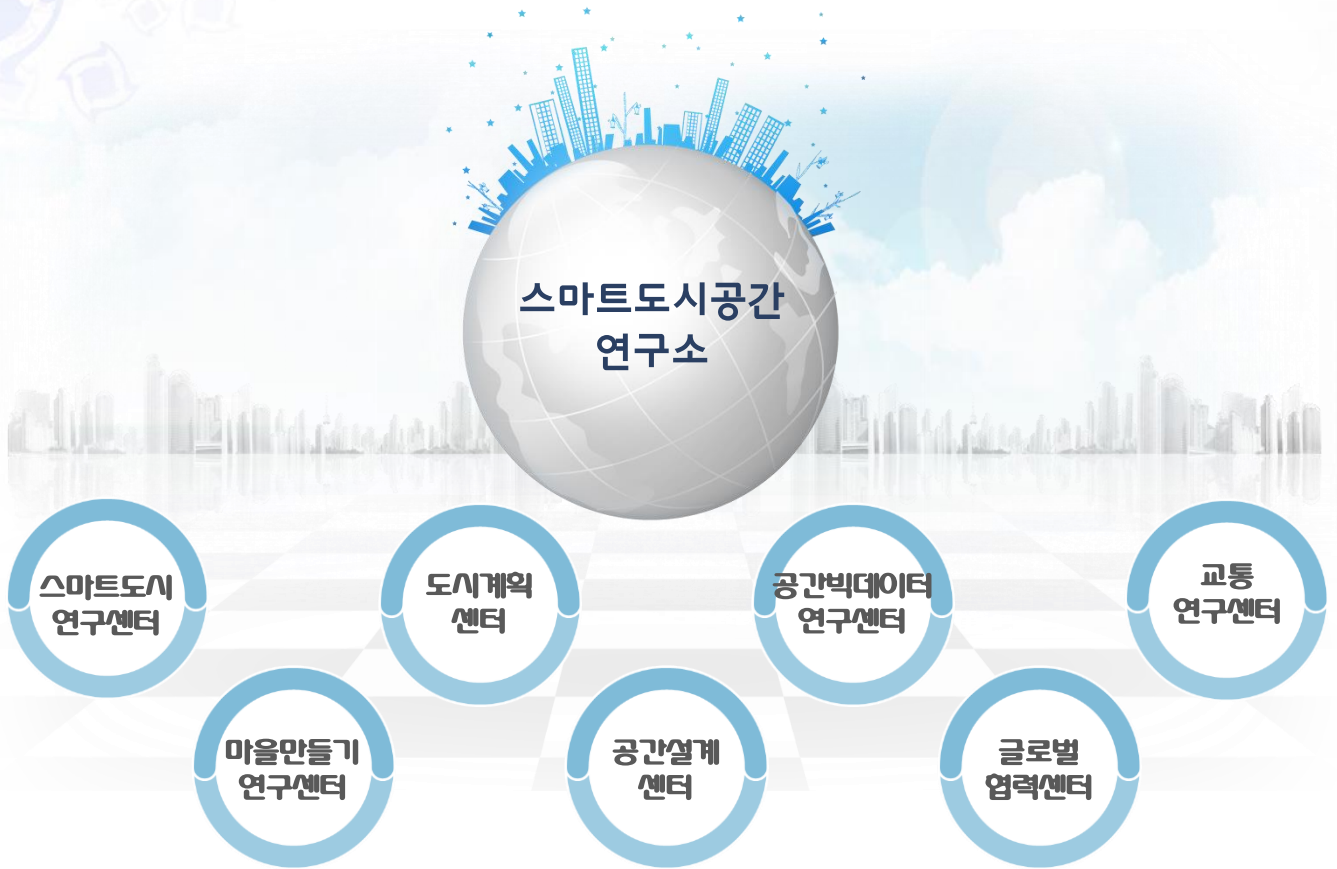 스마트도시공간
연구소
스마트도시
연구센터
도시계획
센터
공간빅데이터
연구센터
교통
연구센터
마을만들기
연구센터
공간설계
센터
글로벌
협력센터